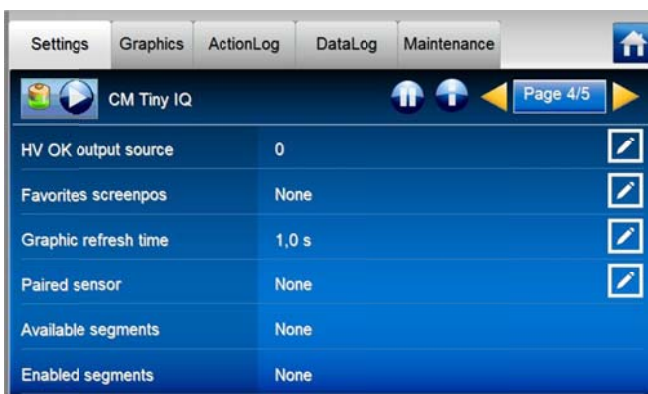 Settings Graphics ActionLog DataLog Maintenance
CM Tiny IQ Page 4/5
HV OK output source 0
Favorites screenpos None
Graphic refresh time 1,0 s
Paired sensor None
Available segments None
Enabled segments None